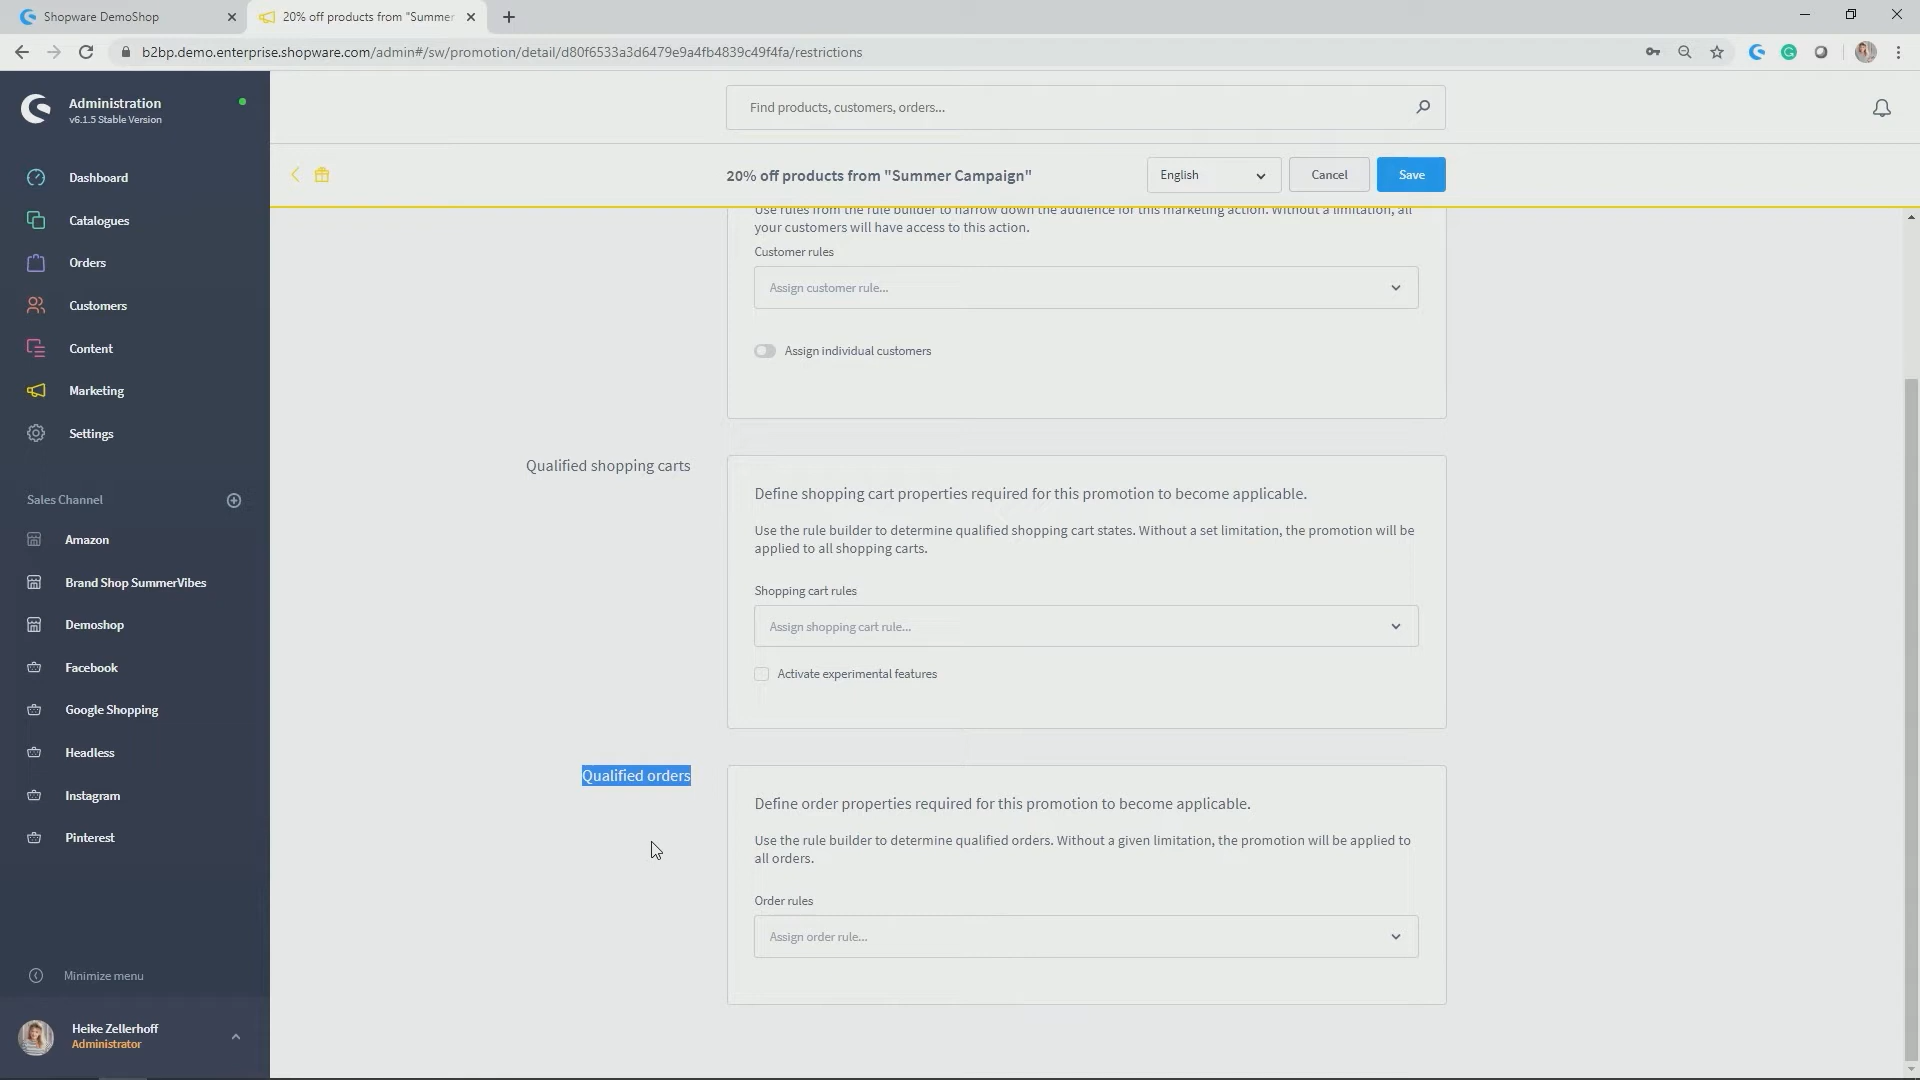 Shopware DemoShop
20% off products from "Summer
b2bp.demo.enterprise.shopware.com/admin#/sw/promotion/detail/d80f6533a3d6479e9a4fb4839c49f4fa/restrictions
Administration
v6.1.5 Stable Version
Find products, customers, orders...
20% off products from "Summer Campaign"
English
Cancel
Save
Dashboard
Catalogues
Orders
Customers
Content
Marketing
Settings
Sales Channel
Amazon
Brand Shop SummerVibes
Demoshop
Facebook
Google Shopping
Headless
Instagram
Pinterest
Minimize menu
Heike Zellerhoff
Administrator
Use rules from the rule builder to narrow down the audience for this marketing action. Without a limitation, all
your customers will have access to this action.
Customer rules
Assign customer rule...
Assign individual customers
Qualified shopping carts
Define shopping cart properties required for this promotion to become applicable.
Use the rule builder to determine qualified shopping cart states. Without a set limitation, the promotion will be
applied to all shopping carts.
Shopping cart rules
Assign shopping cart rule...
Activate experimental features
Qualified orders
Define order properties required for this promotion to become applicable.
Use the rule builder to determine qualified orders. Without a given limitation, the promotion will be applied to
all orders.
Order rules
Assign order rule...